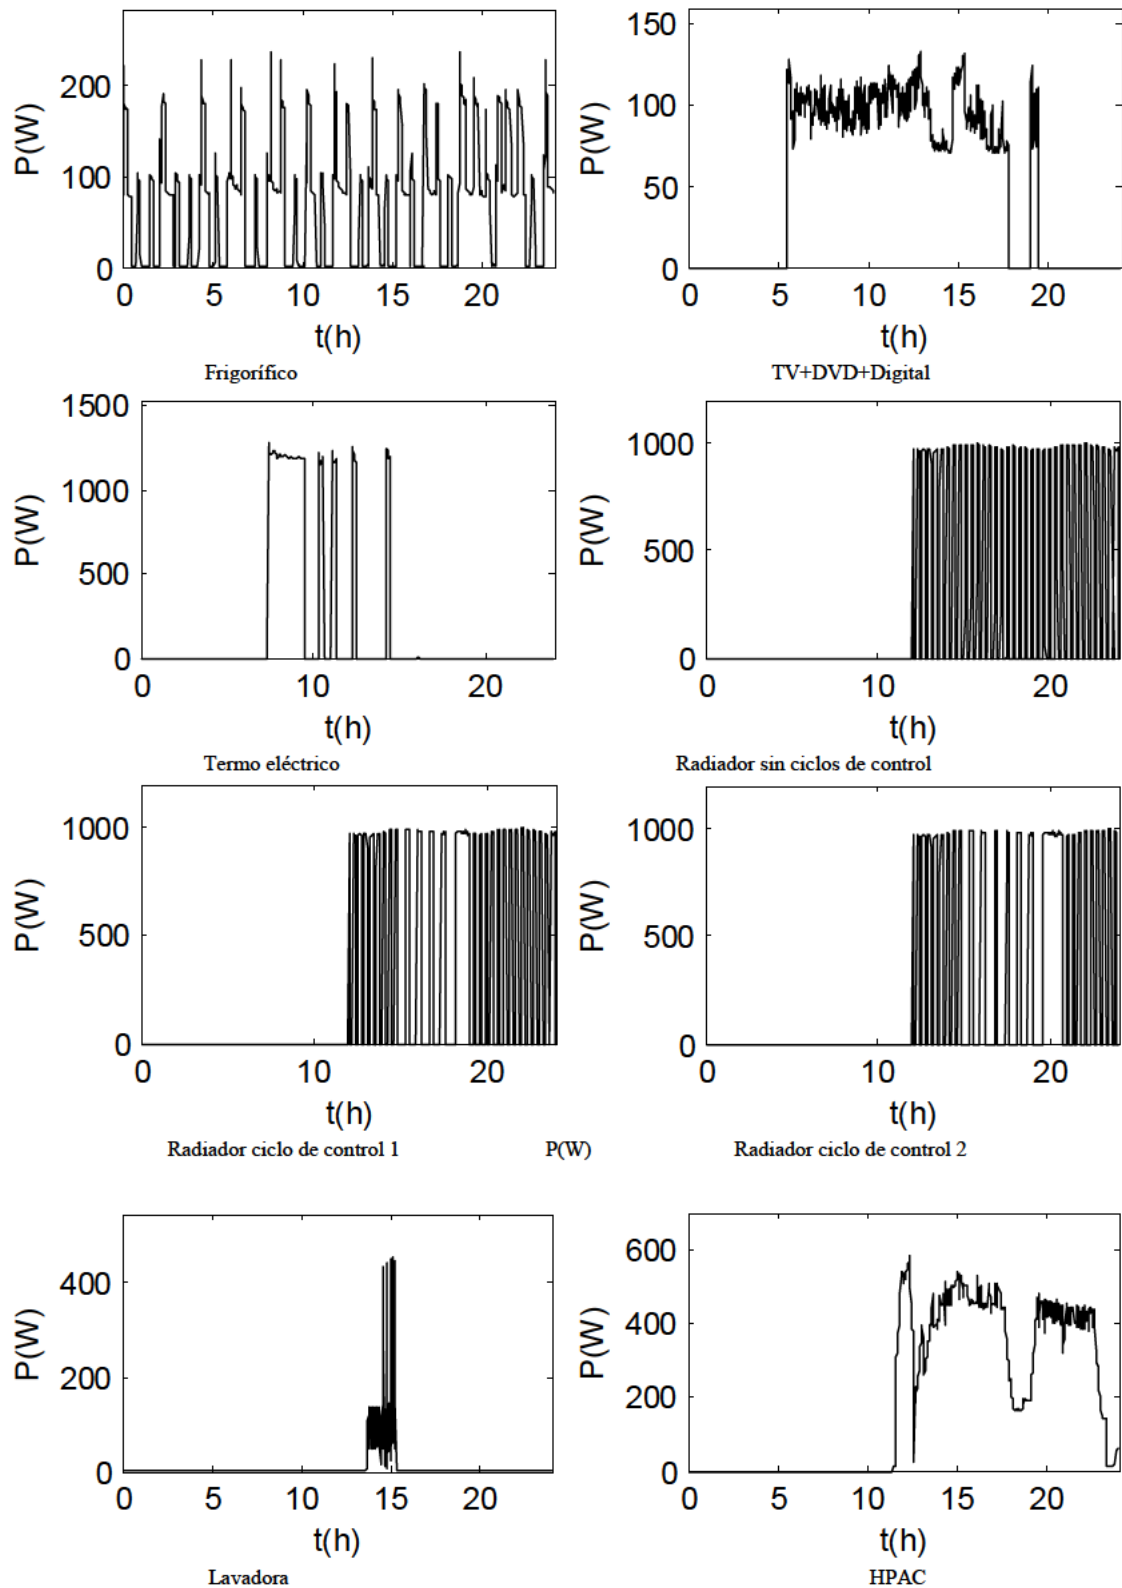 P(W)
200
100
0
0 5 10 15 20
t(h)
Frigorífico
P(W)
150
100
50
0
0 5 10 15 20
t(h)
TV+DVD+Digital
P(W)
1500
1000
500
0
0 10 20
t(h)
Termo eléctrico
P(W)
1000
500
0
0 10 20
t(h)
Radiador sin ciclos de control
P(W)
1000
500
0
0 10 20
t(h)
Radiador ciclo de control 1
P(W)
P(W)
1000
500
0
0 10 20
t(h)
Radiador ciclo de control 2
P(W)
400
200
0
0 5 10 15 20
t(h)
Lavadora
P(W)
600
400
200
0
0 5 10 15 20
t(h)
HPAC